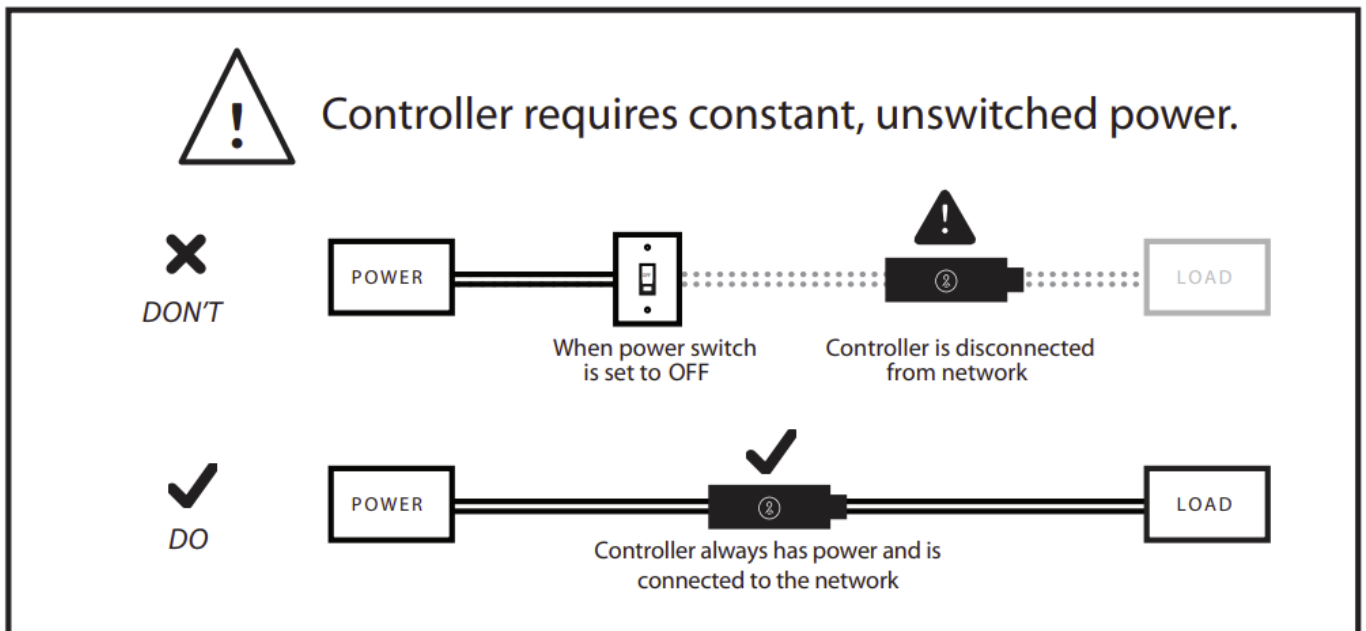 !
Controller requires constant, unswitched power.
!
DON'T
POWER
LOAD
When power switch
is set to OFF
Controller is disconnected
from network
DO
POWER
LOAD
Controller always has power and is
connected to the network